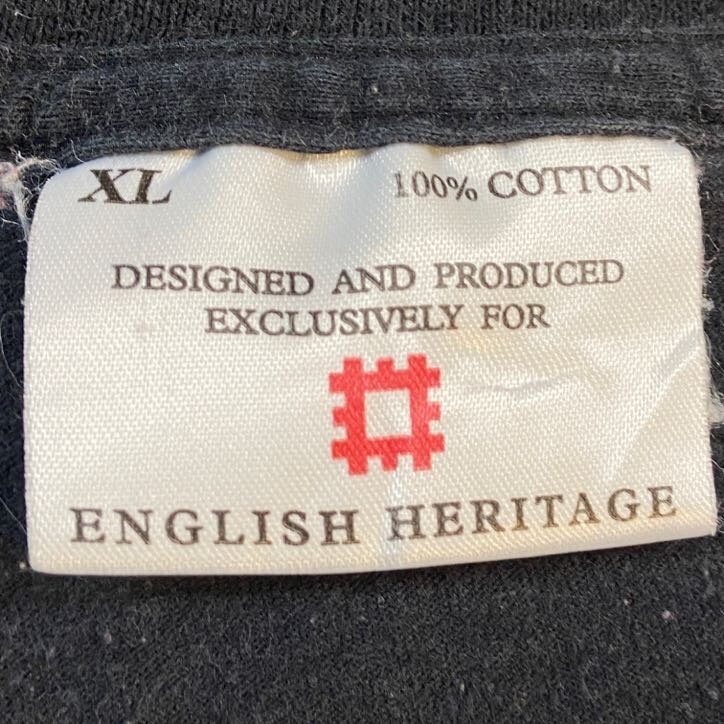 XL 100% COTTON
DESIGNED AND PRODUCED
EXCLUSIVELY FOR
ENGLISH HERITAGE